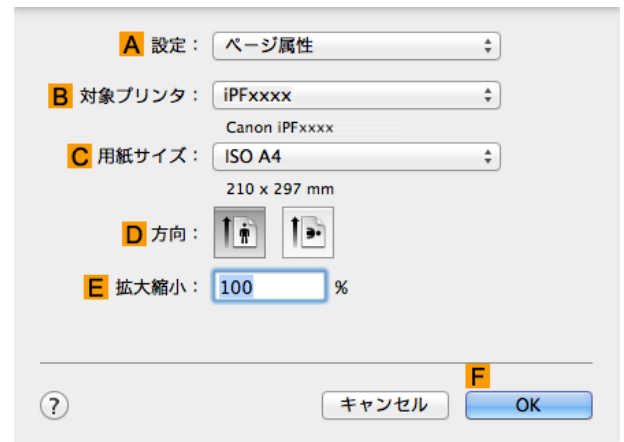 A 設定： ページ属性
B 対象プリンタ： iPFxxxx
Canon iPFxxxx
C 用紙サイズ： ISO A4
210 x 297 mm
D 方向：
E 拡大縮小： 100 %
F
? キャンセル OK